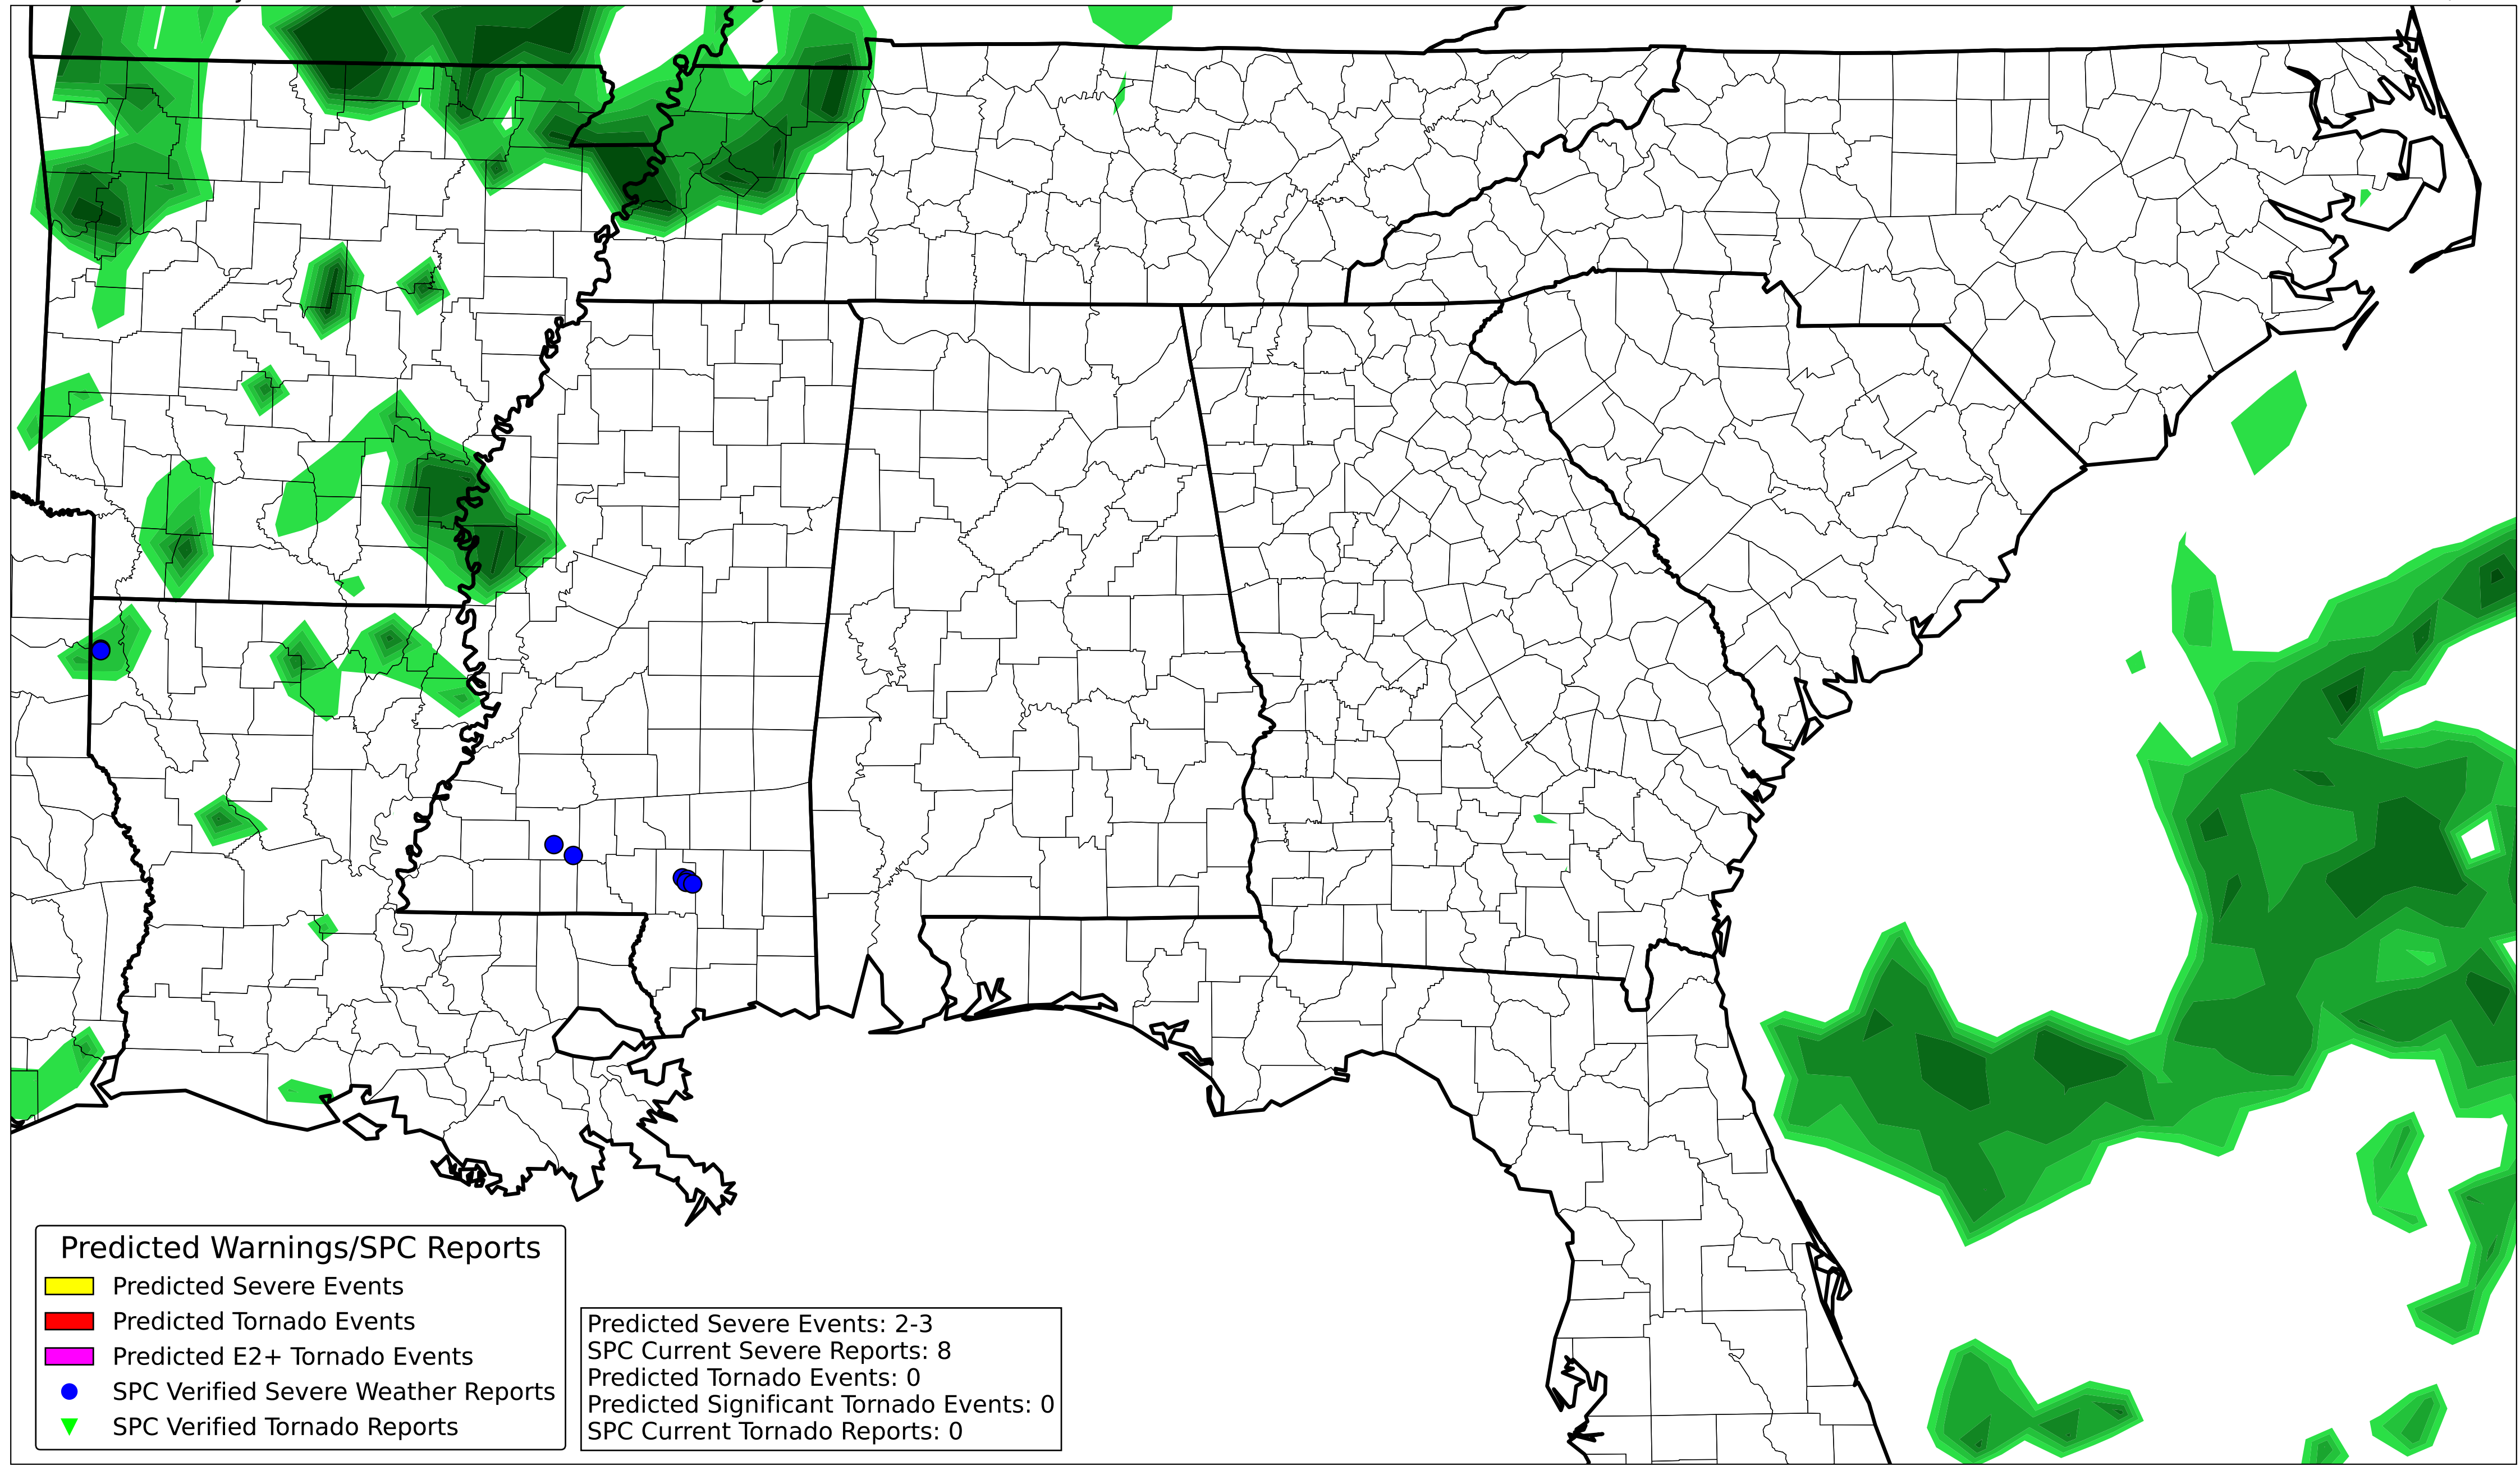 Predicted Warnings/SPC Reports
Predicted Severe Events
Predicted Tornado Events
Predicted E2+ Tornado Events
SPC Verified Severe Weather Reports
SPC Verified Tornado Reports
Predicted Severe Events: 2-3
SPC Current Severe Reports: 8
Predicted Tornado Events: 0
Predicted Significant Tornado Events: 0
SPC Current Tornado Reports: 0